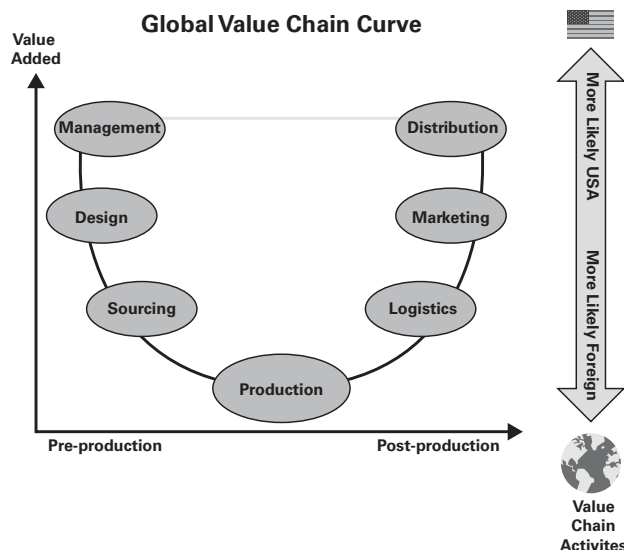 Global Value Chain Curve
Value
Added
Management
Distribution
Design
Marketing
Sourcing
Logistics
Production
Pre-production
Post-production
More Likely USA
More Likely Foreign
Value
Chain
Activites